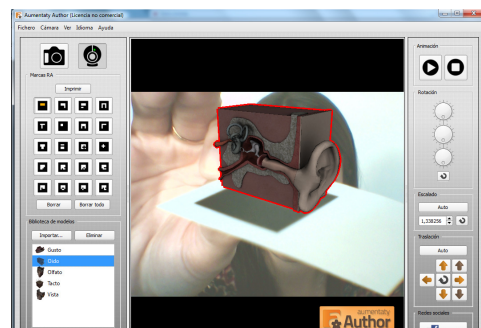 Aumentaty Author (Licencia no comercial)
Fichero Cámara Ver Idioma Ayuda
Marcas RA
Imprimir
Borrar
Borrar todo
Biblioteca de modelos
Importar...
Eliminar
Gusto
Oído
Olfato
Tacto
Vista
Animación
Rotación
Escalado
Auto
1,338256
Traslación
Auto
Redes sociales
aumentaty
Author